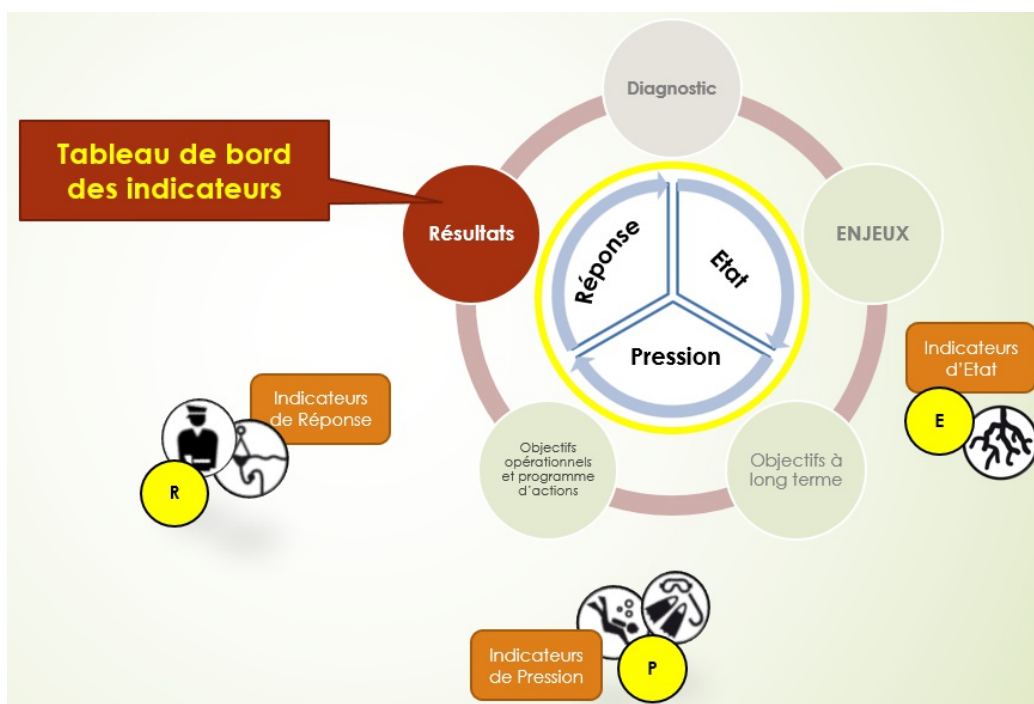 Diagnostic
Tableau de bord
des indicateurs
Résultats
ENJEUX
Réponse
Etat
Pression
Indicateurs
d'Etat
E
Indicateurs
de Réponse
R
Objectifs
opérationnels
et programme
d'actions
Objectifs à
long terme
Indicateurs
de Pression
P